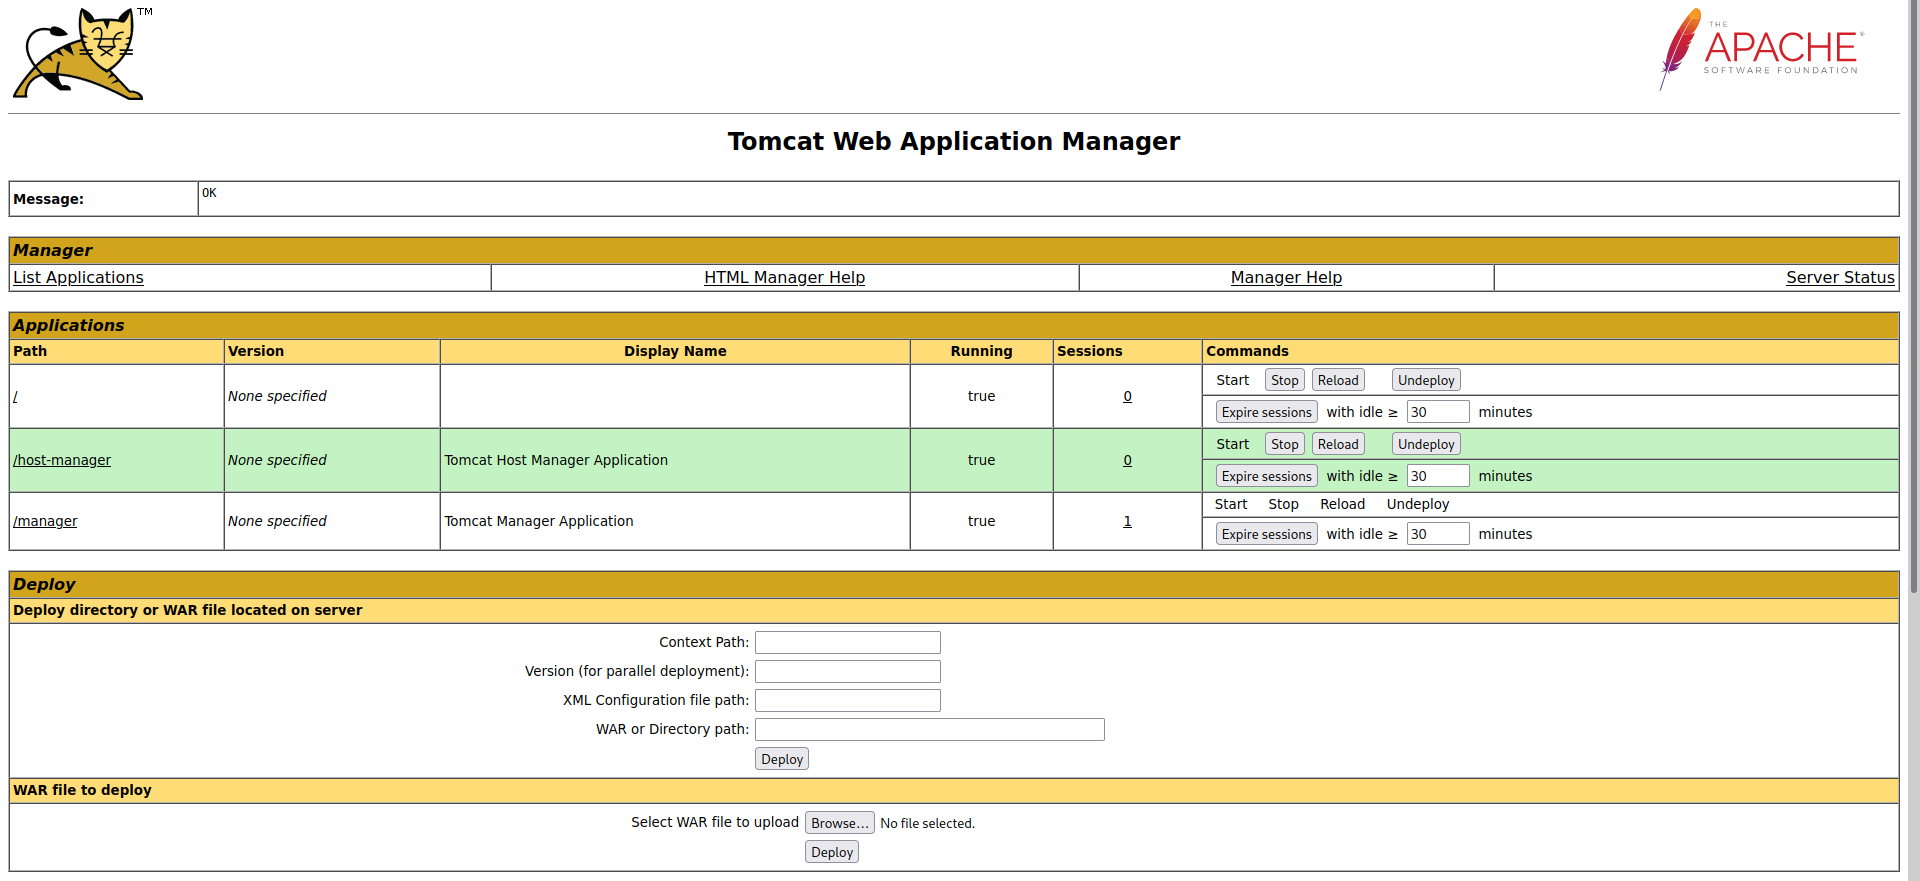 TM
THE
APACHE®
SOFTWARE FOUNDATION
Tomcat Web Application Manager
Message: OK
Manager
List Applications HTML Manager Help Manager Help Server Status
Applications
Path Version Display Name Running Sessions Commands
/ None specified true 0 Start Stop Reload Undeploy
Expire sessions with idle ≥ 30 minutes
/host-manager None specified Tomcat Host Manager Application true 0 Start Stop Reload Undeploy
Expire sessions with idle ≥ 30 minutes
/manager None specified Tomcat Manager Application true 1 Start Stop Reload Undeploy
Expire sessions with idle ≥ 30 minutes
Deploy
Deploy directory or WAR file located on server
Context Path:
Version (for parallel deployment):
XML Configuration file path:
WAR or Directory path:
Deploy
WAR file to deploy
Select WAR file to upload Browse... No file selected.
Deploy